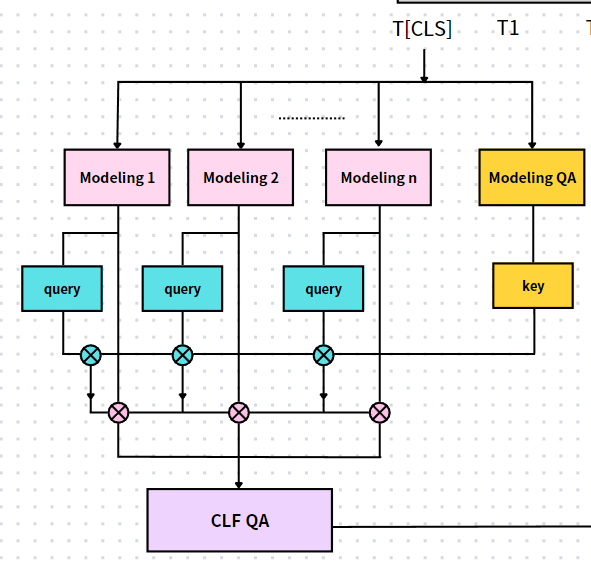 T[CLS] T1
Modeling 1 Modeling 2 Modeling n Modeling QA
query query query key
CLF QA